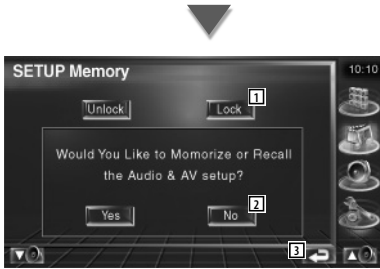 SETUP Memory
10:10
1
Unlock
Lock
Would You Like to Momorize or Recall
the Audio & AV setup?
2
Yes
No
3